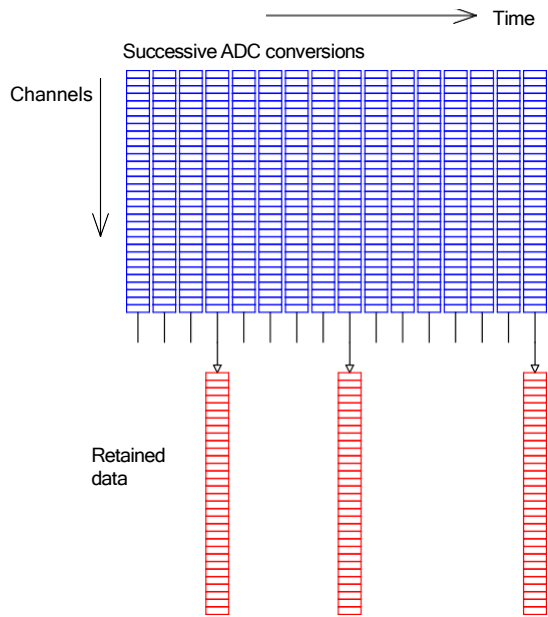 Time
Successive ADC conversions
Channels
Retained
data